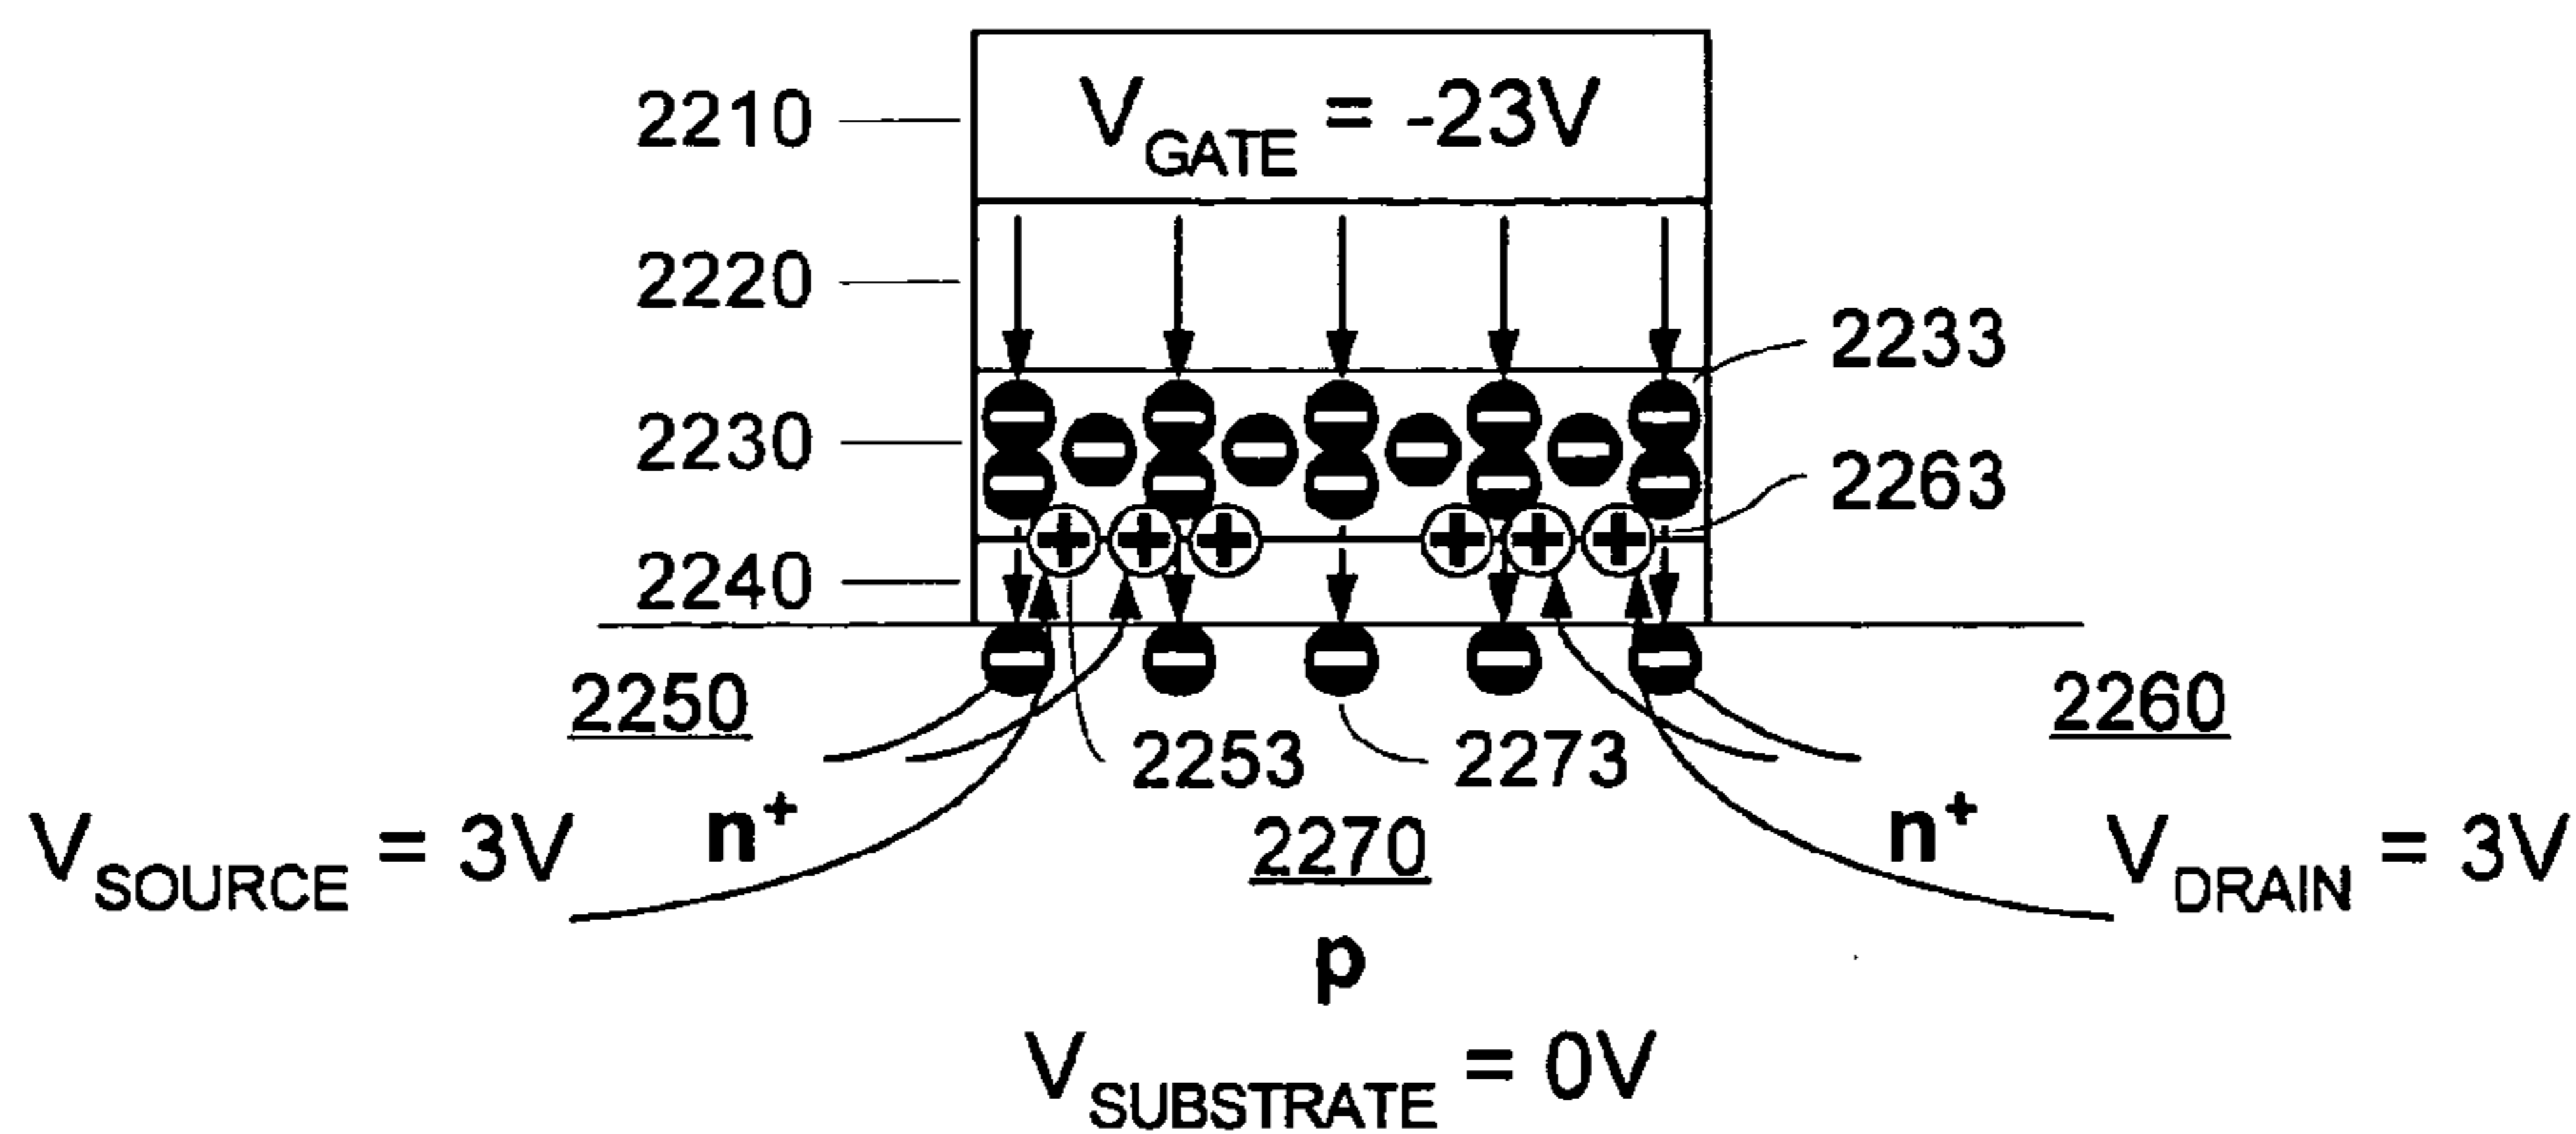 2210
V_GATE = -23V
2220
2233
2230
2263
2240
2250
2260
2253
2273
V_SOURCE = 3V
n⁺
2270
n⁺
V_DRAIN = 3V
p
V_SUBSTRATE = 0V